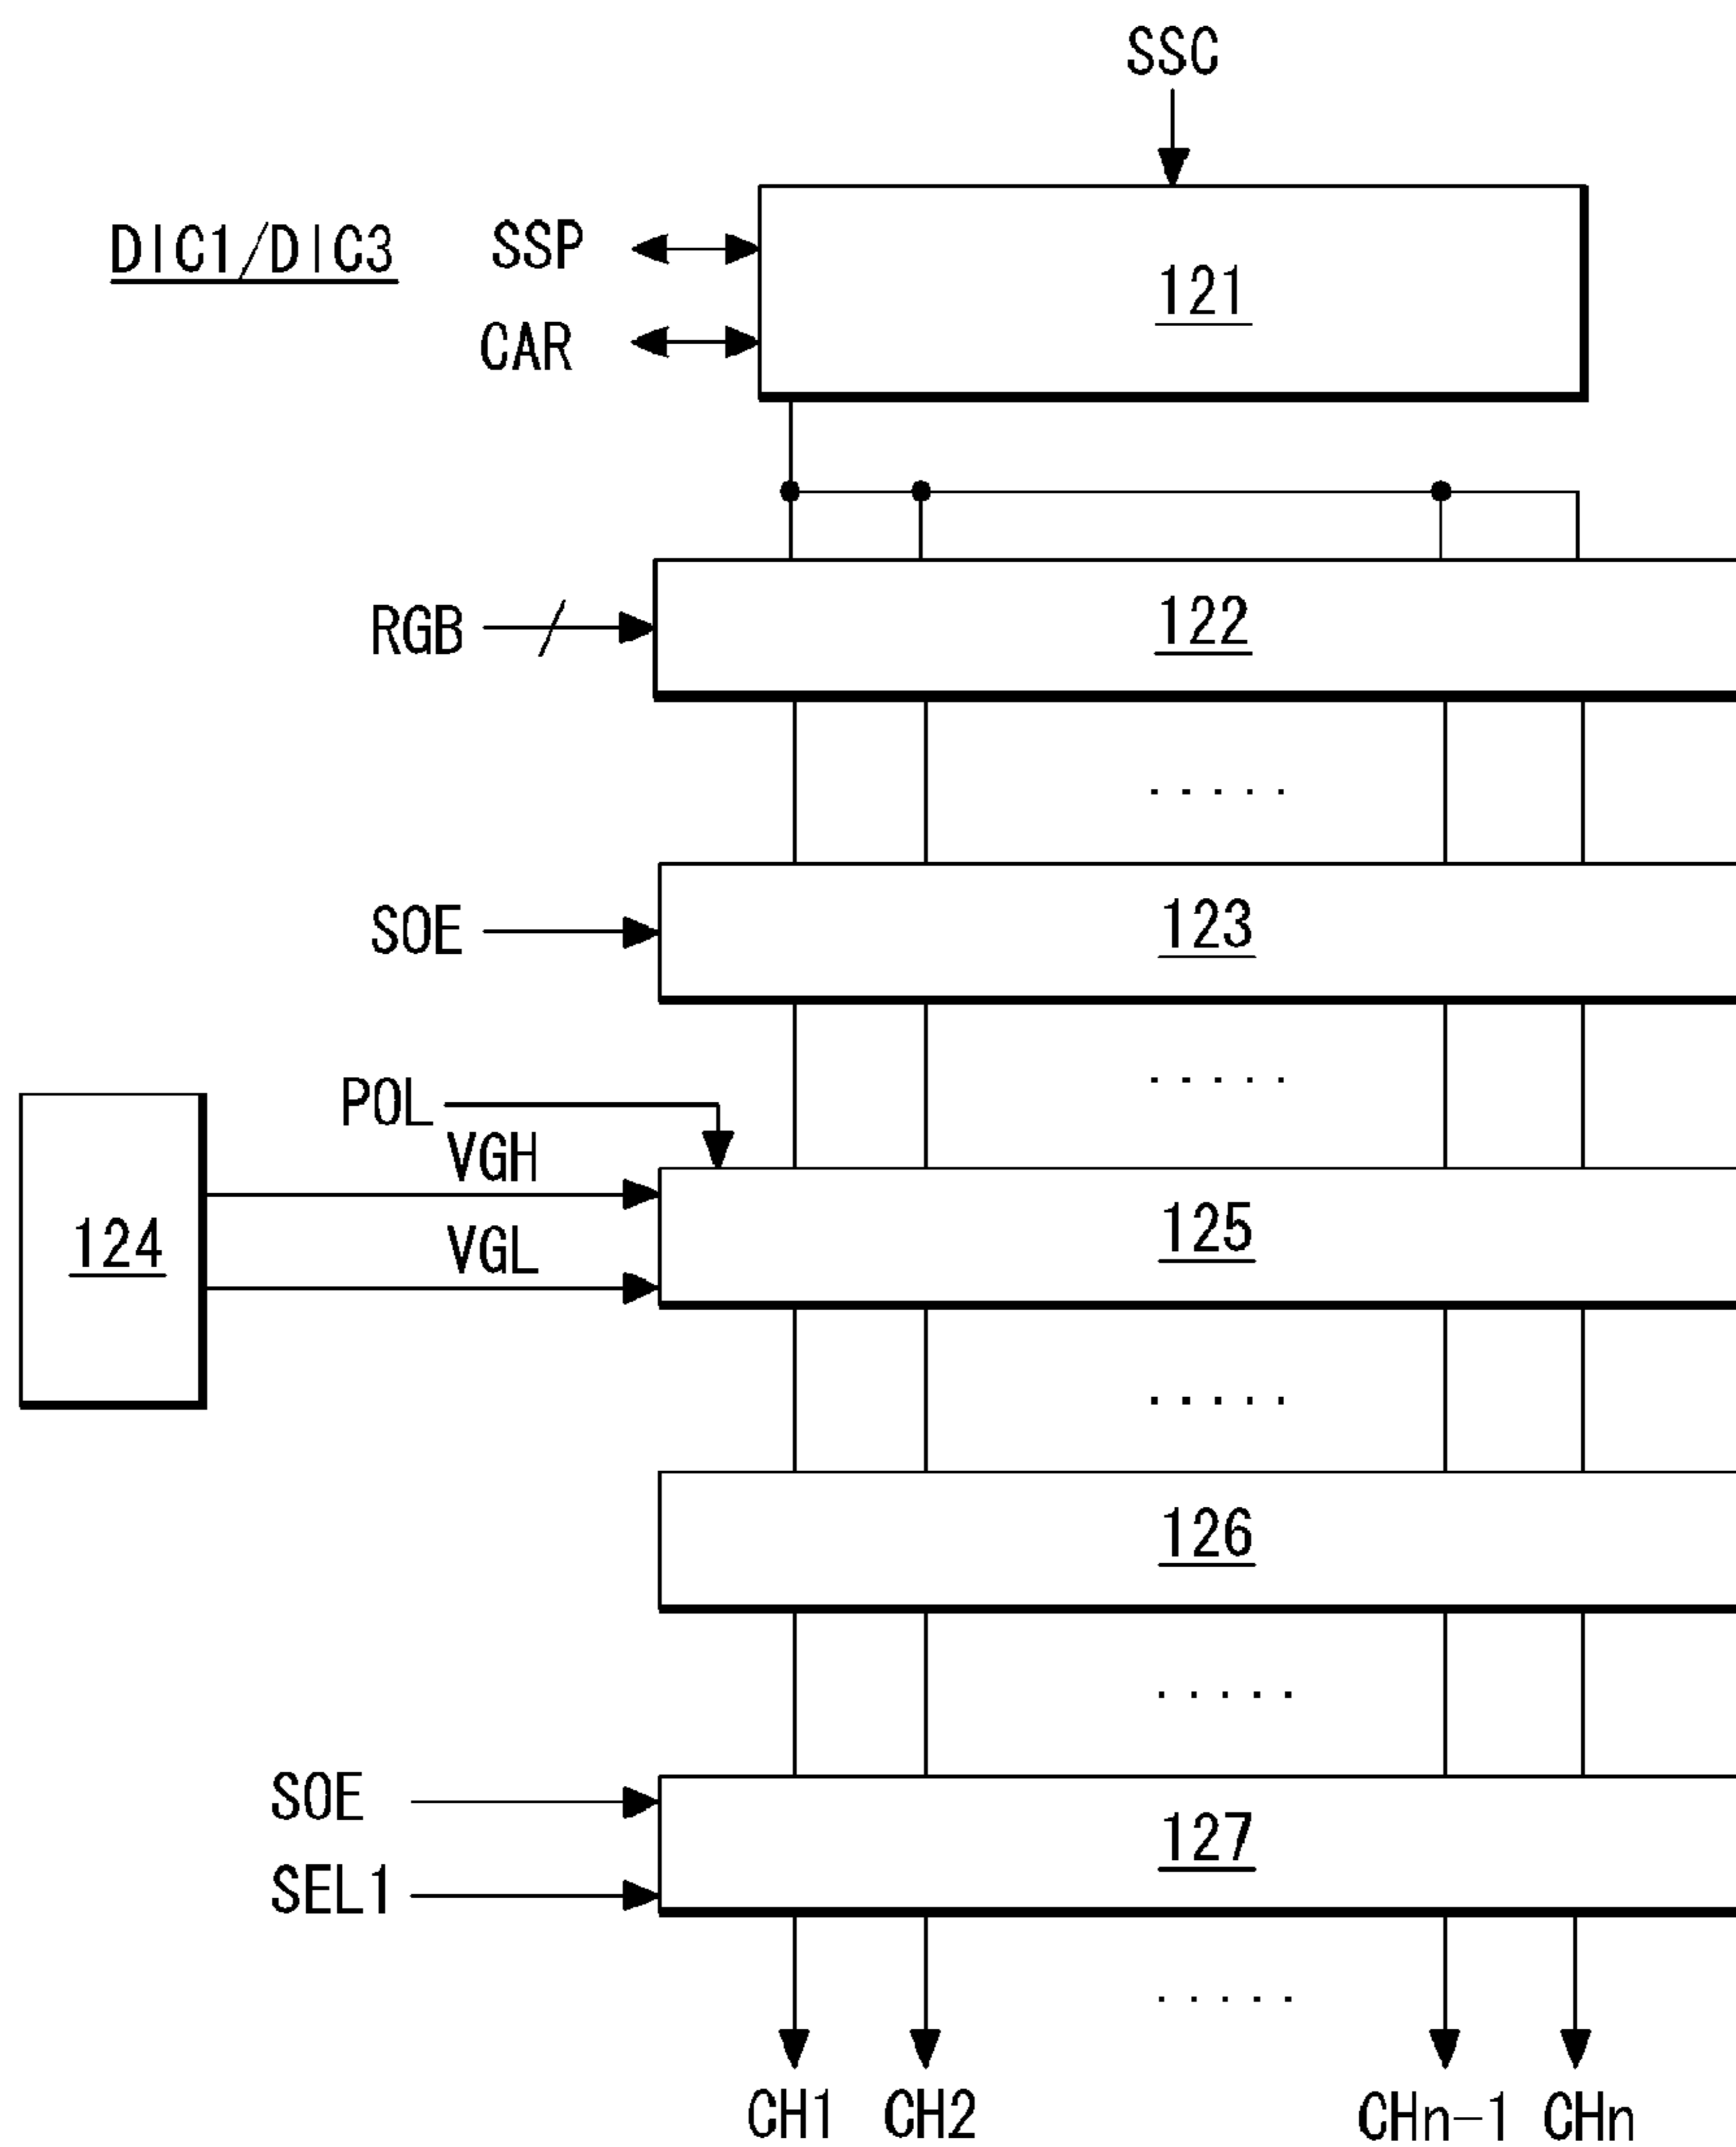 SSC
DIC1/DIC3
SSP
121
CAR
RGB
122
SOE
123
POL
VGH
124
125
VGL
126
SOE
127
SEL1
CH1 CH2 CHn-1 CHn